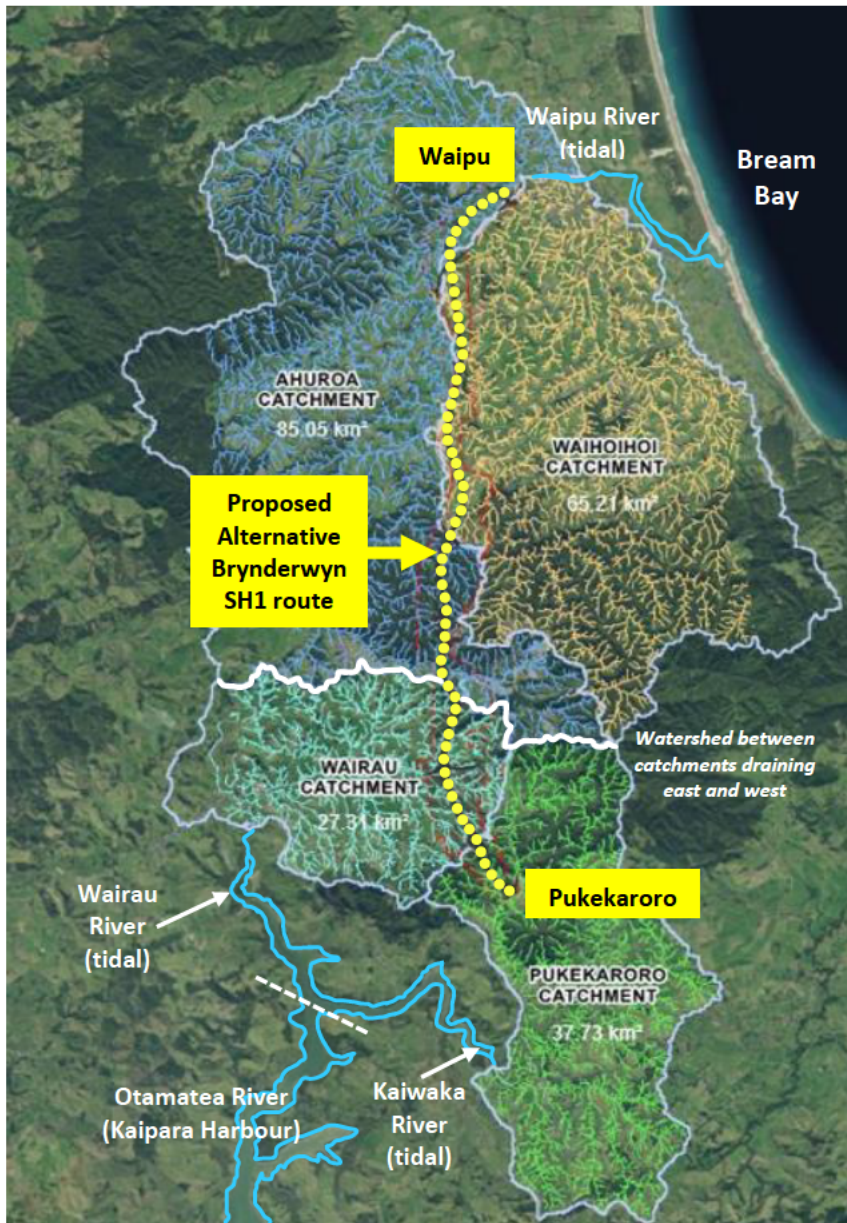 Waipu River
(tidal)
Waipu
Bream
Bay
AHUROA
CATCHMENT
85.05 km²
WAIHOIHOI
CATCHMENT
65.21 km²
Proposed
Alternative
Brynderwyn
SH1 route
Watershed between
catchments draining
east and west
WAIRAU
CATCHMENT
27.31 km²
Wairau
River
(tidal)
Pukekaroro
PUKEKARORO
CATCHMENT
37.73 km²
Otamatea River
(Kaipara Harbour)
Kaiwaka
River
(tidal)